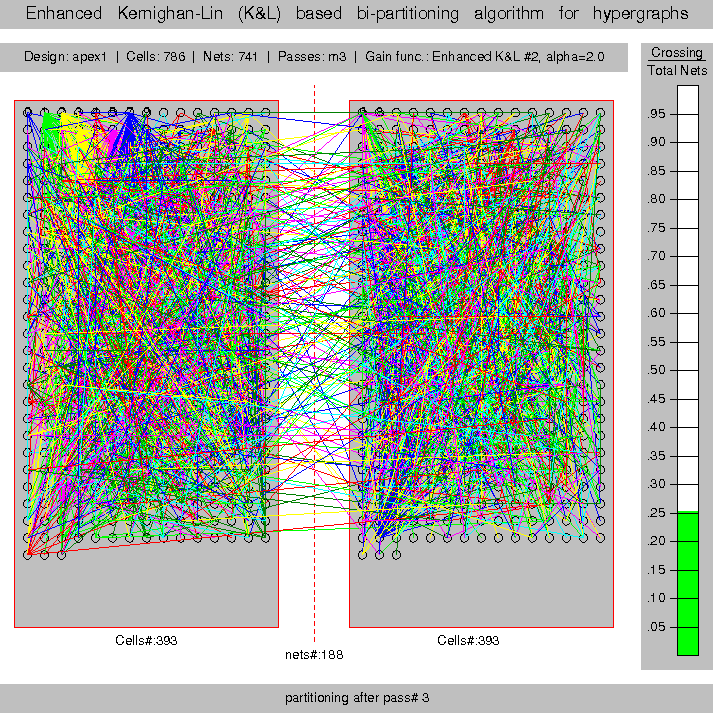 Enhanced Kernighan-Lin (K&L) based bi-partitioning algorithm for hypergraphs
Design: apex1 | Cells: 786 | Nets: 741 | Passes: m3 | Gain func.: Enhanced K&L #2, alpha=2.0
Crossing
Total Nets
.95
.90
.85
.80
.75
.70
.65
.60
.55
.50
.45
.40
.35
.30
.25
.20
.15
.10
.05
Cells#:393
Cells#:393
nets#:188
partitioning after pass# 3